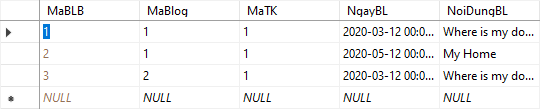 MaBLB MaBlog MaTK NgayBL NoiDungBL
1 1 1 2020-03-12 00:0... Where is my do...
2 1 1 2020-05-12 00:0... My Home
3 2 1 2020-03-12 00:0... Where is my do...
NULL NULL NULL NULL NULL